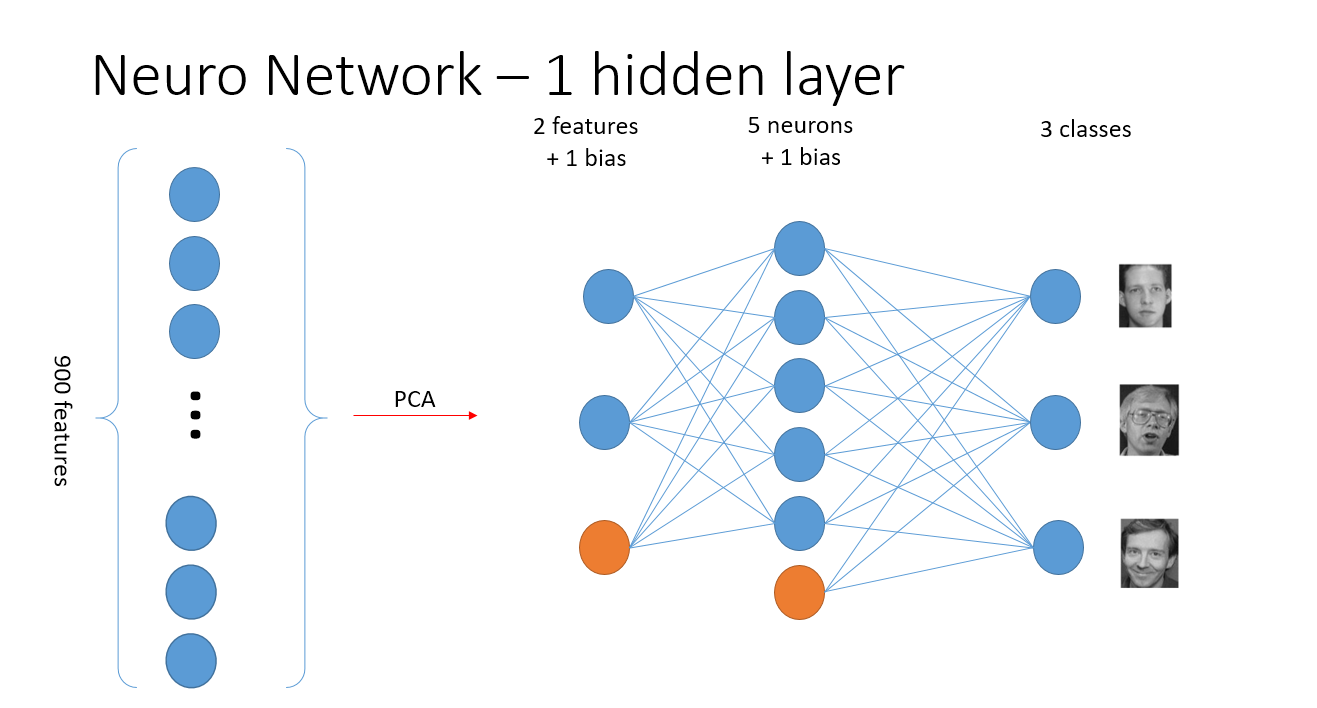 Neuro Network – 1 hidden layer
2 features
+ 1 bias
5 neurons
+ 1 bias
3 classes
900 features
PCA